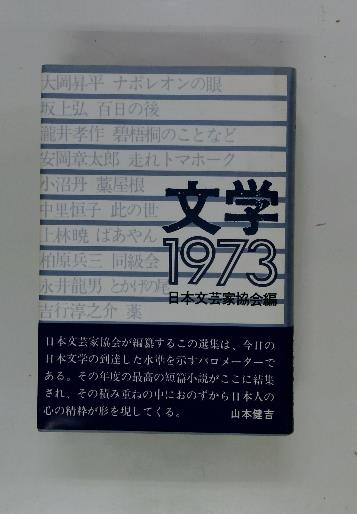 大岡昇平 ナポレオンの眼
坂上弘 百日の後
瀧井孝作 碧梧桐のことなど
安岡章太郎 走れトマホーク
小沼丹 藁屋根
中里恒子 此の世
上林暁 ばあやん
柏原兵三 同級会
永井龍男 とかげの尾
吉行淳之介 藁
文学
1973
日本文芸家協会編
日本文芸家協会が編纂するこの選集は、今日の
日本文学の到達した水準を示すバロメーターで
ある。その年度の最高の短篇小説がここに結集
され、その積み重ねの中におのずから日本人の
心の精粋が形を現してくる。
山本健吉